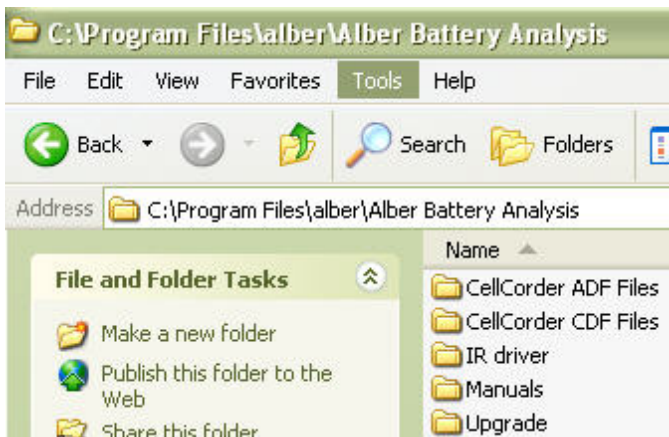 C:\Program Files\alber\Alber Battery Analysis
File Edit View Favorites Tools Help
Back Search Folders
Address C:\Program Files\alber\Alber Battery Analysis
Name
File and Folder Tasks
CellCorder ADF Files
CellCorder CDF Files
IR driver
Manuals
Upgrade
Make a new folder
Publish this folder to the
Web
Share this folder